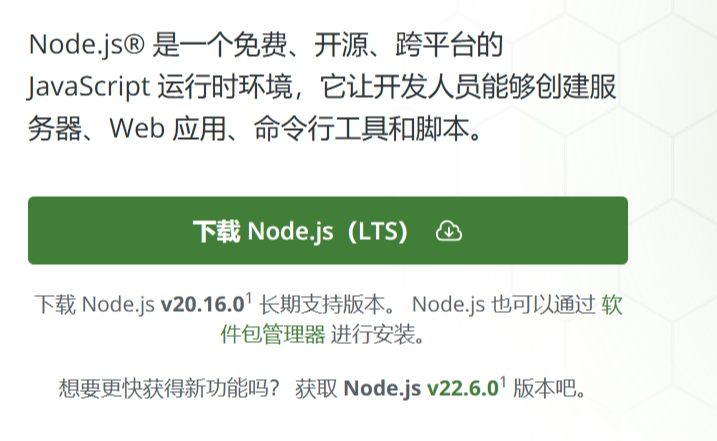 Node.js® 是一个免费、开源、跨平台的
JavaScript 运行时环境，它让开发人员能够创建服
务器、Web 应用、命令行工具和脚本。
下载 Node.js（LTS）
下载 Node.js v20.16.0¹ 长期支持版本。 Node.js 也可以通过 软
件包管理器 进行安装。
想要更快获得新功能吗？ 获取 Node.js v22.6.0¹ 版本吧。